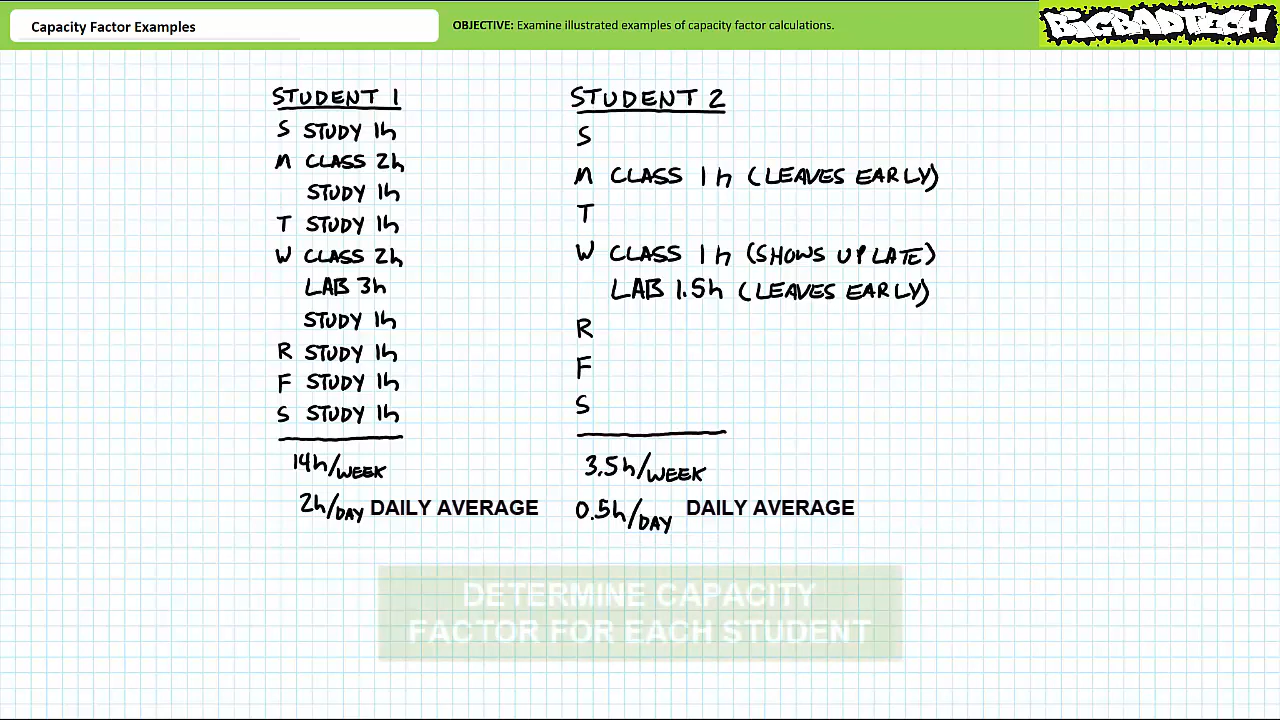 Capacity Factor Examples
OBJECTIVE: Examine illustrated examples of capacity factor calculations.
BIGBADTECH
STUDENT 1
S STUDY 1h
M CLASS 2h
STUDY 1h
T STUDY 1h
W CLASS 2h
LAB 3h
STUDY 1h
R STUDY 1h
F STUDY 1h
S STUDY 1h
14h/WEEK
2h/DAY DAILY AVERAGE
STUDENT 2
S
M CLASS 1h (LEAVES EARLY)
T
W CLASS 1h (SHOWS UP LATE)
LAB 1.5h (LEAVES EARLY)
R
F
S
3.5h/WEEK
0.5h/DAY DAILY AVERAGE
DETERMINE CAPACITY
FACTOR FOR EACH STUDENT